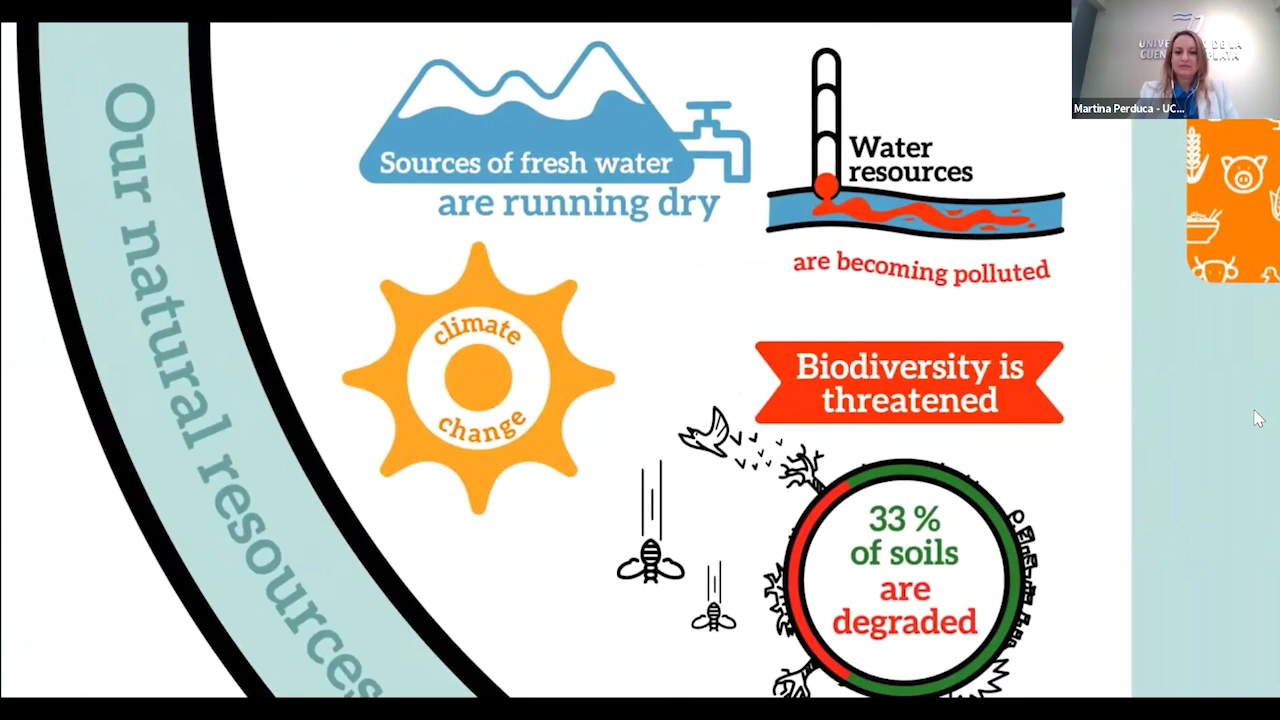 Our natural resources
Sources of fresh water
are running dry
Water
resources
are becoming polluted
climate
change
Biodiversity is
threatened
33 %
of soils
are
degraded
Martina Perduca - UC...